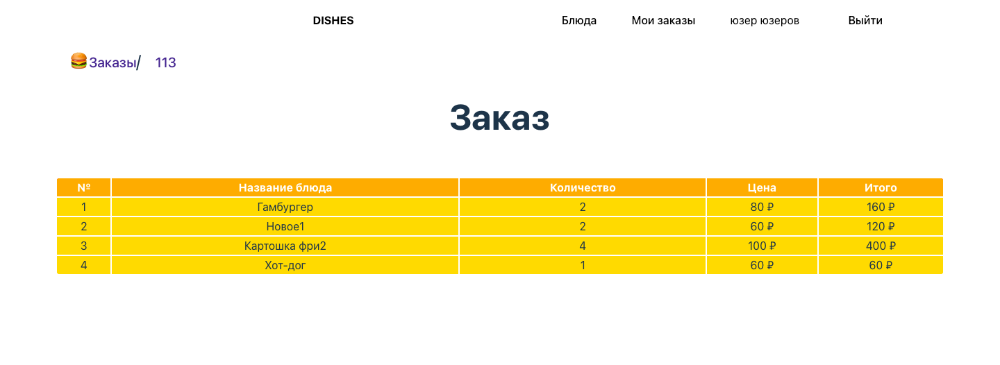 DISHES Блюда Мои заказы юзер юзеров Выйти
Заказы/ 113
Заказ
№ Название блюда Количество Цена Итого
1 Гамбургер 2 80 ₽ 160 ₽
2 Новое1 2 60 ₽ 120 ₽
3 Картошка фри2 4 100 ₽ 400 ₽
4 Хот-дог 1 60 ₽ 60 ₽